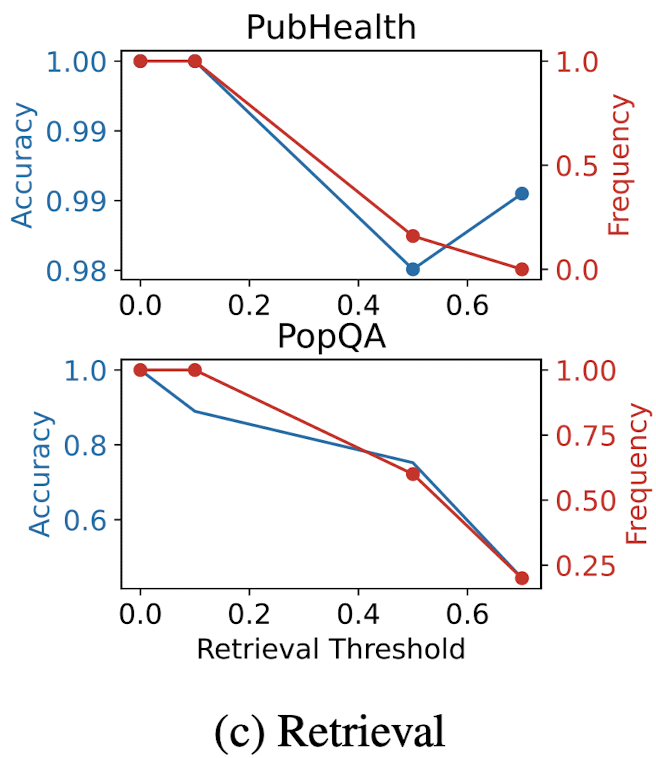 PubHealth
Accuracy
1.00
0.99
0.99
0.98
1.0
0.5
0.0
Frequency
0.0 0.2 0.4 0.6
PopQA
Accuracy
1.0
0.8
0.6
1.00
0.75
0.50
0.25
Frequency
0.0 0.2 0.4 0.6
Retrieval Threshold
(c) Retrieval